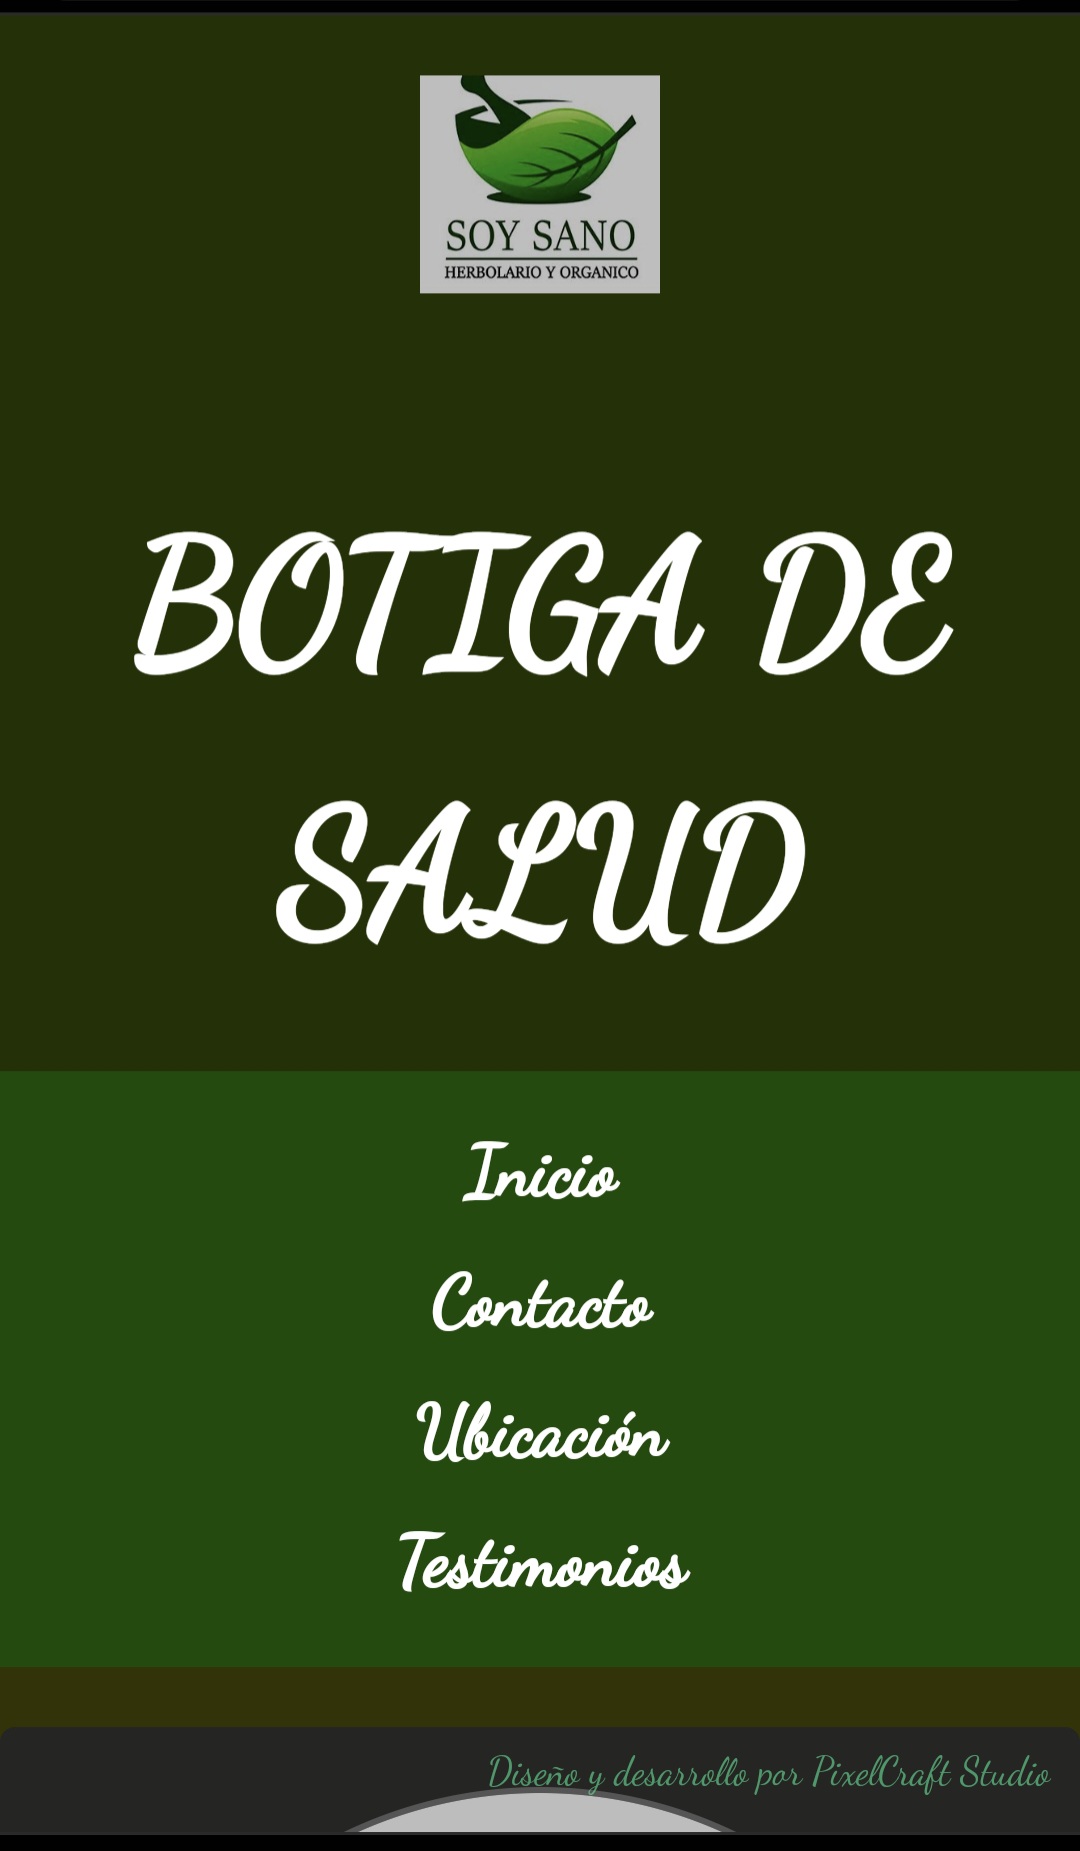 SOY SANO
HERBOLARIO Y ORGANICO
BOTIGA DE
SALUD
Inicio
Contacto
Ubicación
Testimonios
Diseño y desarrollo por PixelCraft Studio